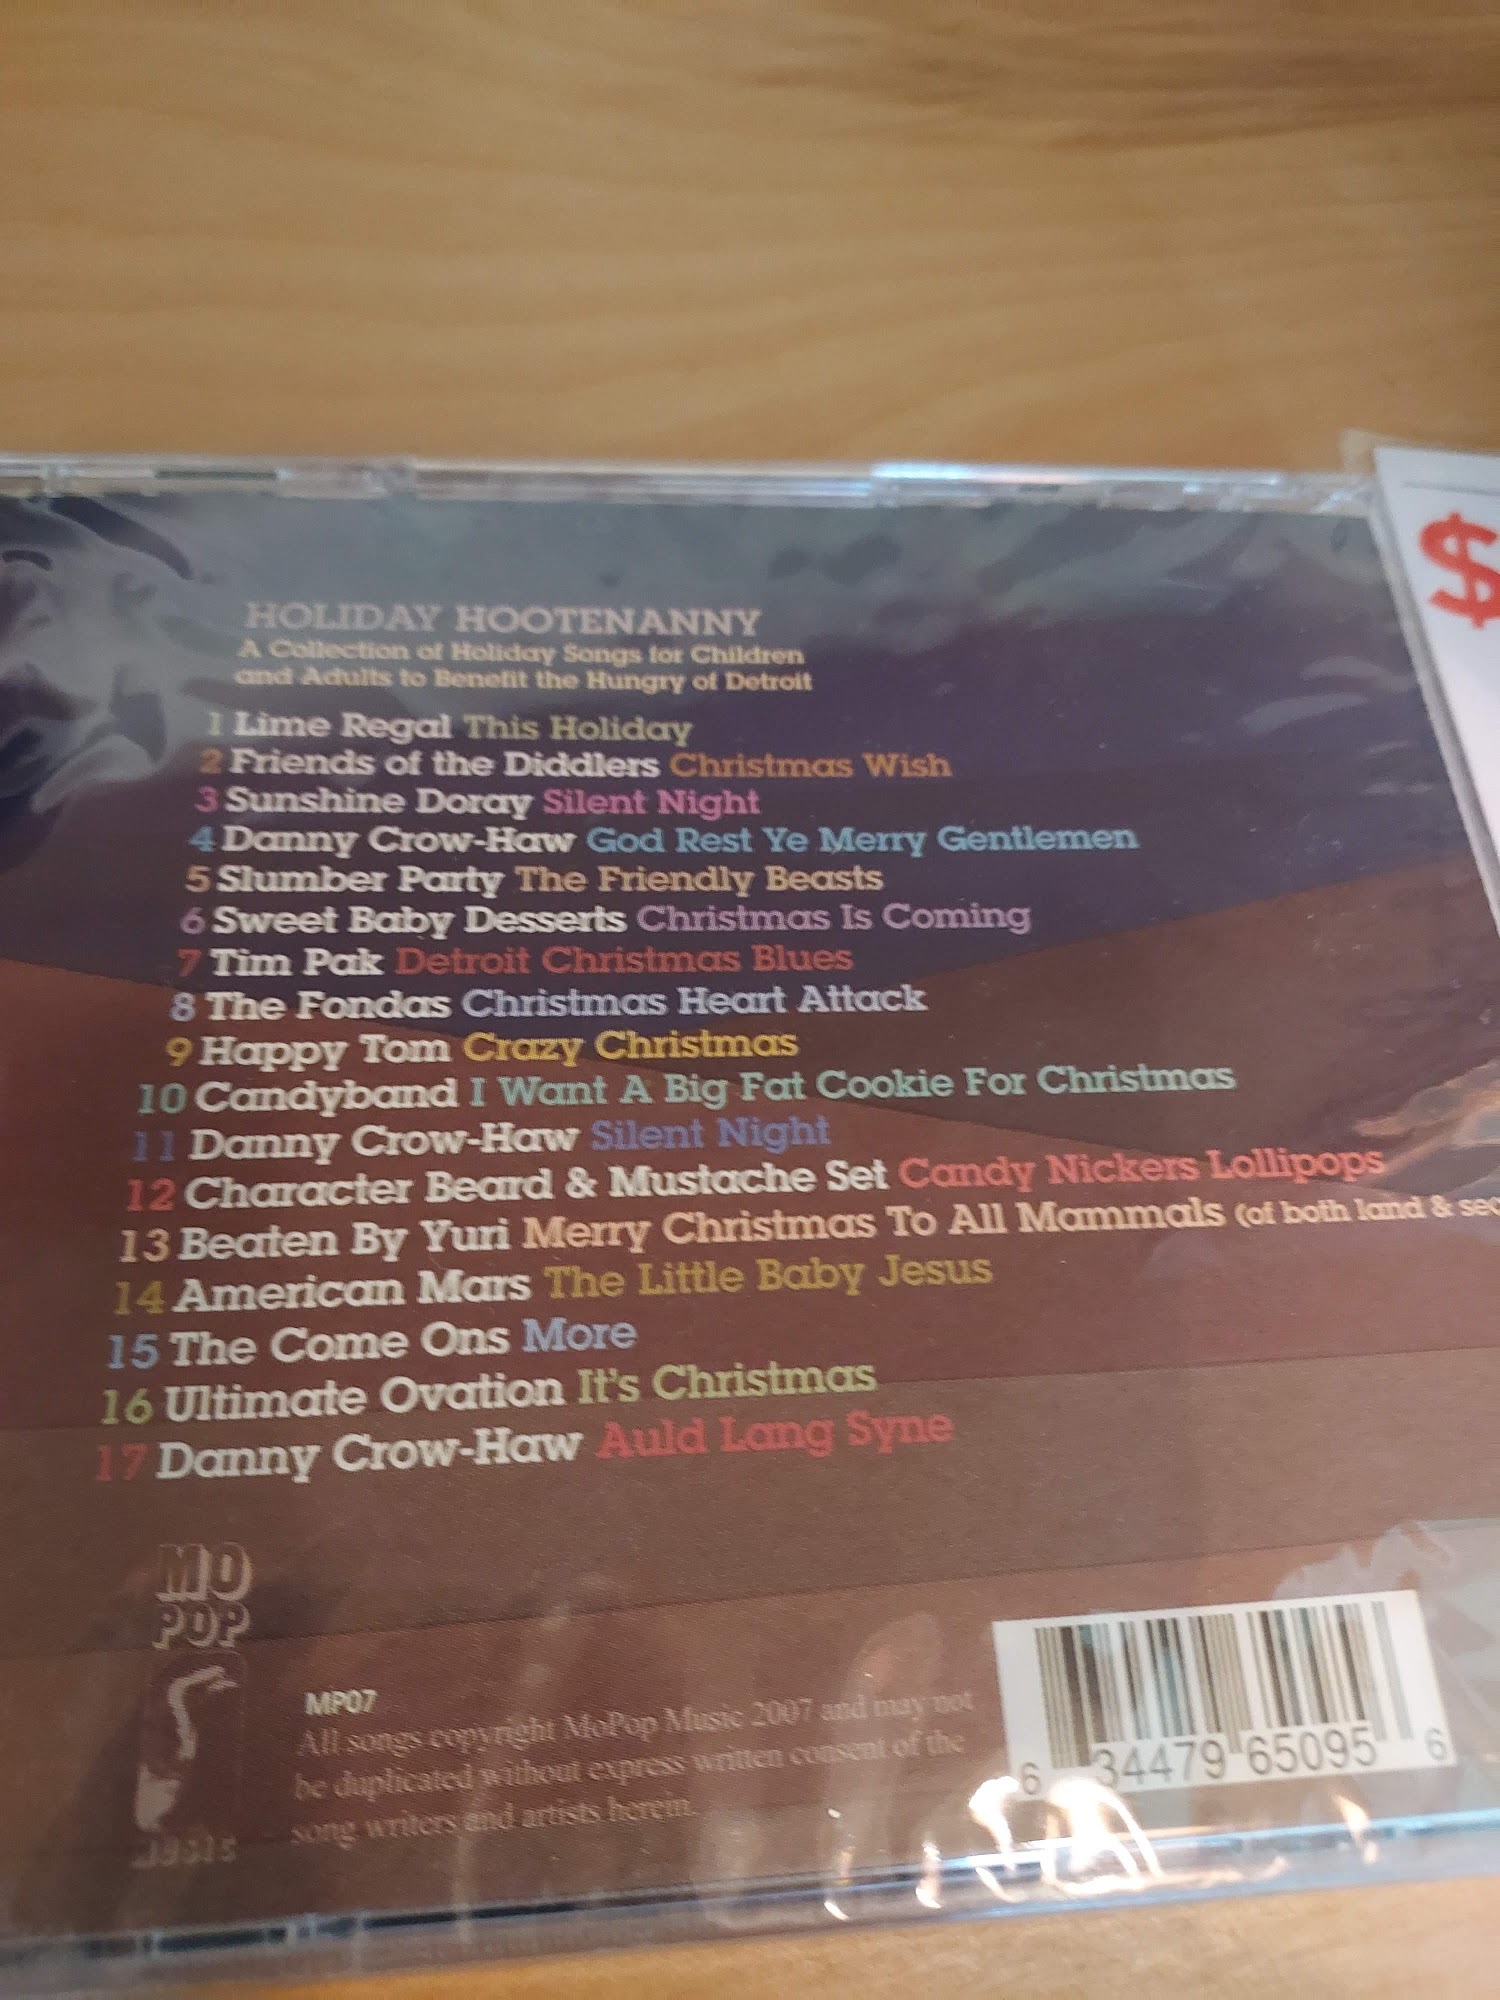 $
HOLIDAY HOOTENANNY
A Collection of Holiday Songs for Children
and Adults to Benefit the Hungry of Detroit
1 Lime Regal This Holiday
2 Friends of the Diddlers Christmas Wish
3 Sunshine Doray Silent Night
4 Danny Crow-Haw God Rest Ye Merry Gentlemen
5 Slumber Party The Friendly Beasts
6 Sweet Baby Desserts Christmas Is Coming
7 Tim Pak Detroit Christmas Blues
8 The Fondas Christmas Heart Attack
9 Happy Tom Crazy Christmas
10 Candyband I Want A Big Fat Cookie For Christmas
11 Danny Crow-Haw Silent Night
12 Character Beard & Mustache Set Candy Nickers Lollipops
13 Beaten By Yuri Merry Christmas To All Mammals (of both land & sea
14 American Mars The Little Baby Jesus
15 The Come Ons More
16 Ultimate Ovation It's Christmas
17 Danny Crow-Haw Auld Lang Syne
MO
POP
MUSIC
MP07
All songs copyright MoPop Music 2007 and may not
be duplicated without express written consent of the
song writers and artists herein.
6 34479 65095 6